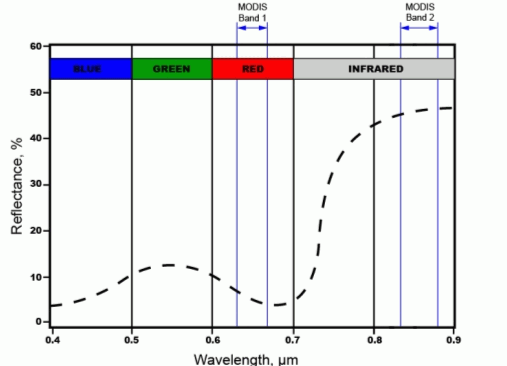 MODIS
Band 1
MODIS
Band 2
60
BLUE
GREEN
RED
INFRARED
50
40
30
20
10
0
Reflectance, %
0.4
0.5
0.6
0.7
0.8
0.9
Wavelength, µm